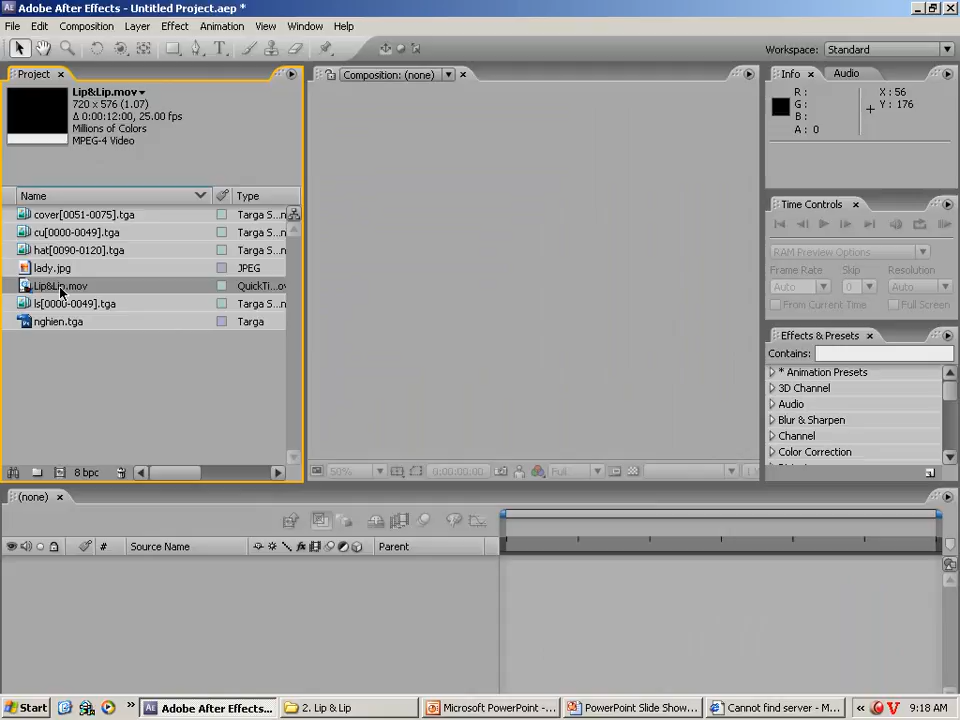 Adobe After Effects - Untitled Project.aep *
File Edit Composition Layer Effect Animation View Window Help
Workspace: Standard
Project
Composition: (none)
Info Audio
Lip&Lip.mov
720 x 576 (1.07)
Δ 0:00:12:00, 25.00 fps
Millions of Colors
MPEG-4 Video
R :
G :
B :
A : 0
X : 56
Y : 176
Name Type
cover[0051-0075].tga Targa S...n
cu[0000-0049].tga Targa S...n
hat[0090-0120].tga Targa S...n
lady.jpg JPEG
Lip&Lip.mov QuickTi...ov
ls[0000-0049].tga Targa S...n
nghien.tga Targa
Time Controls
RAM Preview Options
Frame Rate Skip Resolution
Auto 0 Auto
From Current Time Full Screen
Effects & Presets
Contains:
* Animation Presets
3D Channel
Audio
Blur & Sharpen
Channel
Color Correction
8 bpc
50% 0:00:00:00 Full
(none)
# Source Name Parent
Start Adobe After Effects... 2. Lip & Lip Microsoft PowerPoint -... PowerPoint Slide Show... Cannot find server - M... 9:18 AM